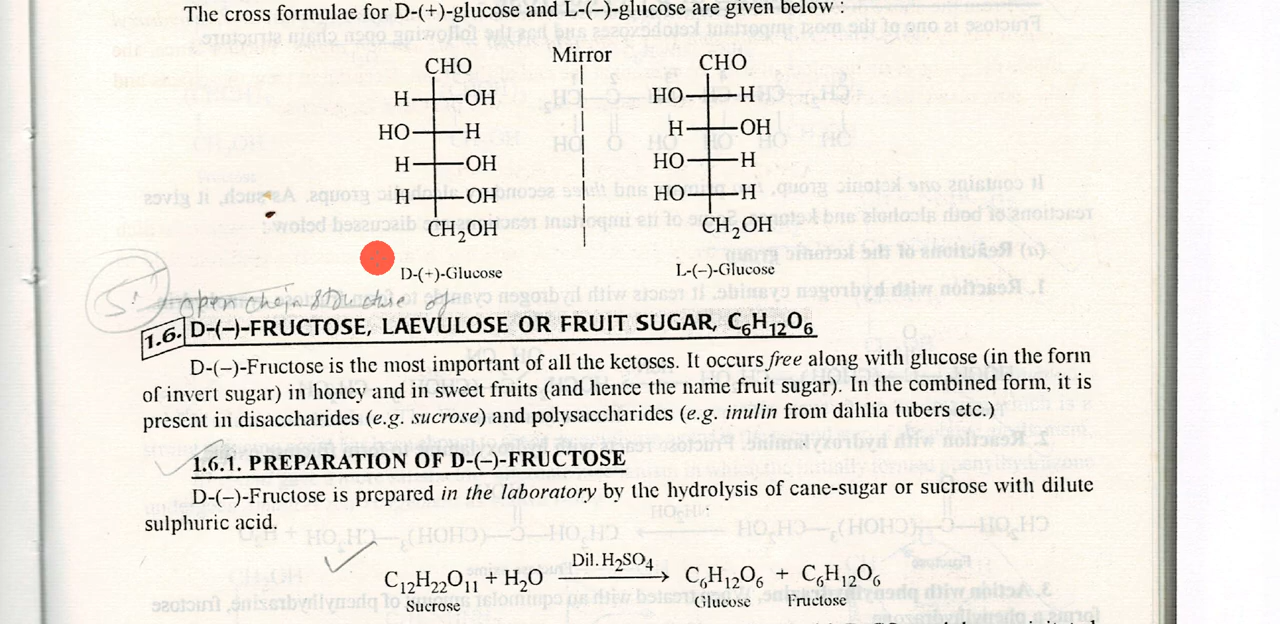 The cross formulae for D-(+)-glucose and L-(–)-glucose are given below :
Mirror
CHO CHO
H OH HO H
HO H H OH
H OH HO H
H OH HO H
CH₂OH CH₂OH
D-(+)-Glucose L-(–)-Glucose
5. open chain structure of
1.6. D-(–)-FRUCTOSE, LAEVULOSE OR FRUIT SUGAR, C₆H₁₂O₆
D-(–)-Fructose is the most important of all the ketoses. It occurs free along with glucose (in the form
of invert sugar) in honey and in sweet fruits (and hence the name fruit sugar). In the combined form, it is
present in disaccharides (e.g. sucrose) and polysaccharides (e.g. inulin from dahlia tubers etc.)
1.6.1. PREPARATION OF D-(–)-FRUCTOSE
D-(–)-Fructose is prepared in the laboratory by the hydrolysis of cane-sugar or sucrose with dilute
sulphuric acid.
Dil. H₂SO₄
C₁₂H₂₂O₁₁ + H₂O ⟶ C₆H₁₂O₆ + C₆H₁₂O₆
Sucrose Glucose Fructose